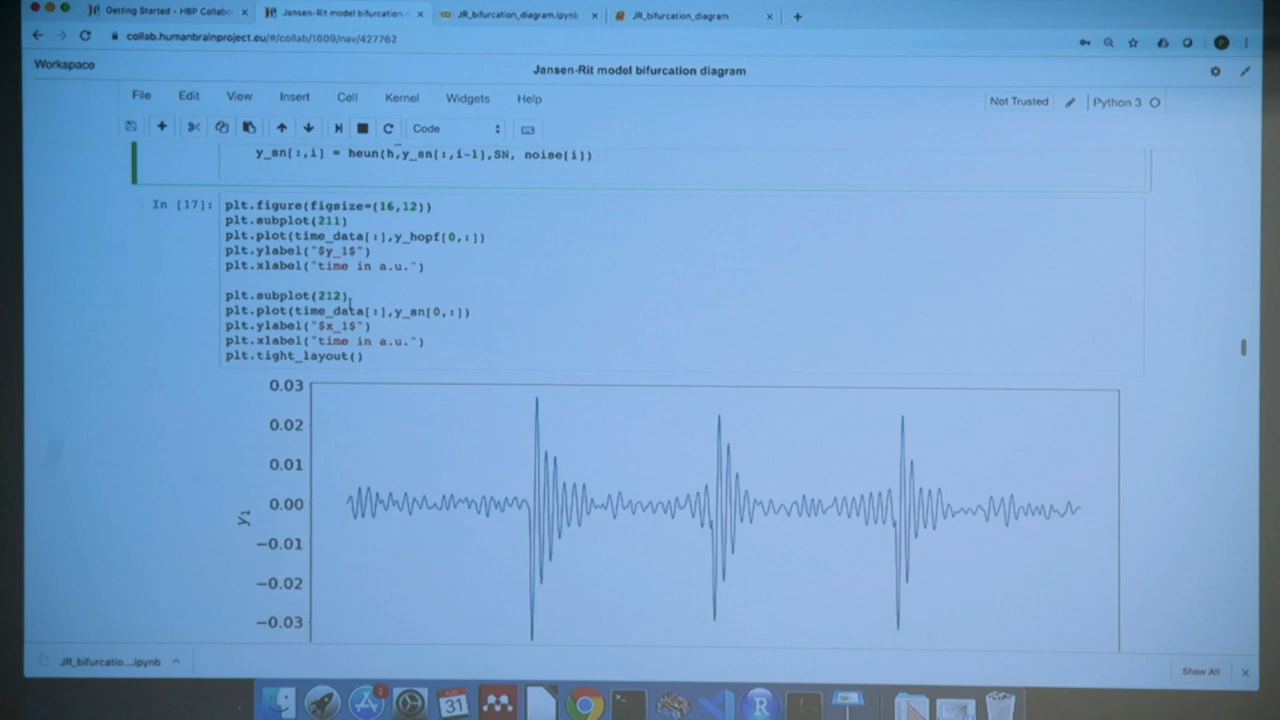 Getting Started - HBP Collabo
Jansen-Rit model bifurcation
JR_bifurcation_diagram.ipynb
JR_bifurcation_diagram
collab.humanbrainproject.eu/#/collab/1609/nav/427762
Workspace
Jansen-Rit model bifurcation diagram
File Edit View Insert Cell Kernel Widgets Help
Not Trusted Python 3
Code
y_sn[:,i] = heun(h,y_sn[:,i-1],SN, noise[i])
In [17]: plt.figure(figsize=(16,12))
plt.subplot(211)
plt.plot(time_data[:],y_hopf[0,:])
plt.ylabel("$y_1$")
plt.xlabel("time in a.u.")
plt.subplot(212)
plt.plot(time_data[:],y_sn[0,:])
plt.ylabel("$x_1$")
plt.xlabel("time in a.u.")
plt.tight_layout()
0.03
0.02
0.01
0.00
y1
−0.01
−0.02
−0.03
JR_bifurcatio...ipynb
Show All
AUG
31
R